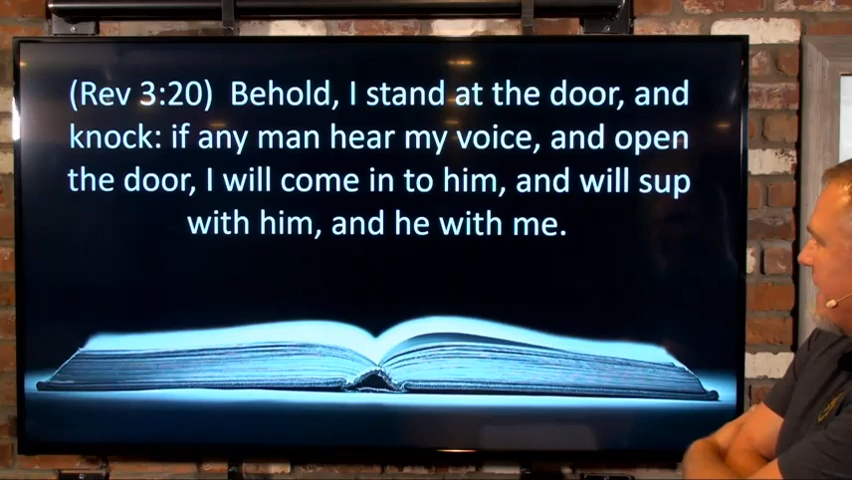 (Rev 3:20) Behold, I stand at the door, and
knock: if any man hear my voice, and open
the door, I will come in to him, and will sup
with him, and he with me.